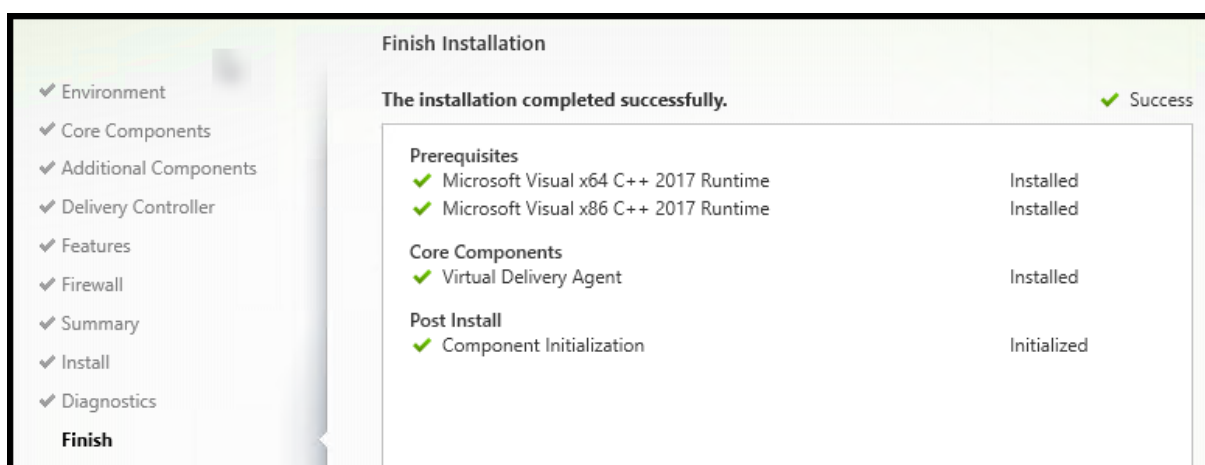 Finish Installation
Environment
Core Components
Additional Components
Delivery Controller
Features
Firewall
Summary
Install
Diagnostics
Finish
The installation completed successfully. Success
Prerequisites
Microsoft Visual x64 C++ 2017 Runtime Installed
Microsoft Visual x86 C++ 2017 Runtime Installed
Core Components
Virtual Delivery Agent Installed
Post Install
Component Initialization Initialized